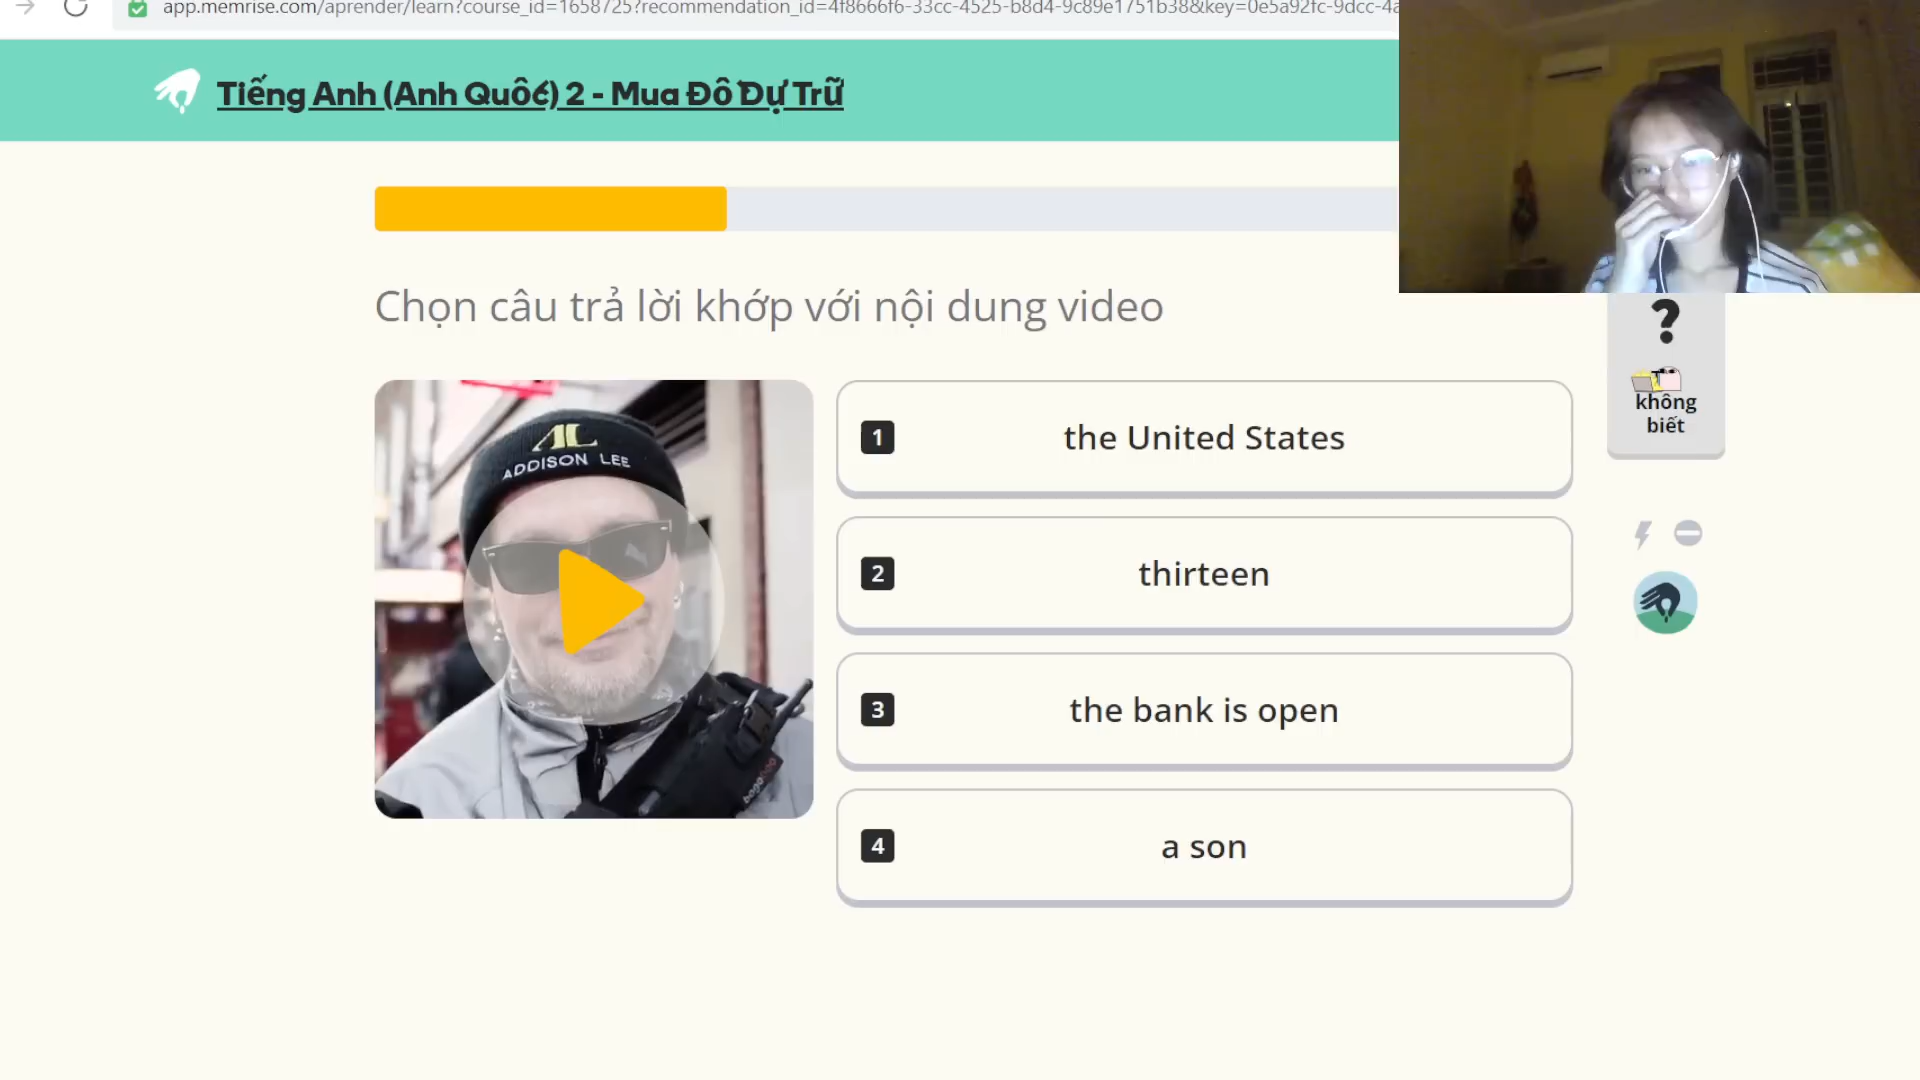 app.memrise.com/aprender/learn?course_id=1658725?recommendation_id=4f8666f6-33cc-4525-b8d4-9c89e1751b38&key=0e5a92fc-9dcc-4a
Tiếng Anh (Anh Quốc) 2 - Mua Đồ Dự Trữ
Chọn câu trả lời khớp với nội dung video
?
không
biết
AL
ADDISON LEE
1 the United States
2 thirteen
3 the bank is open
4 a son